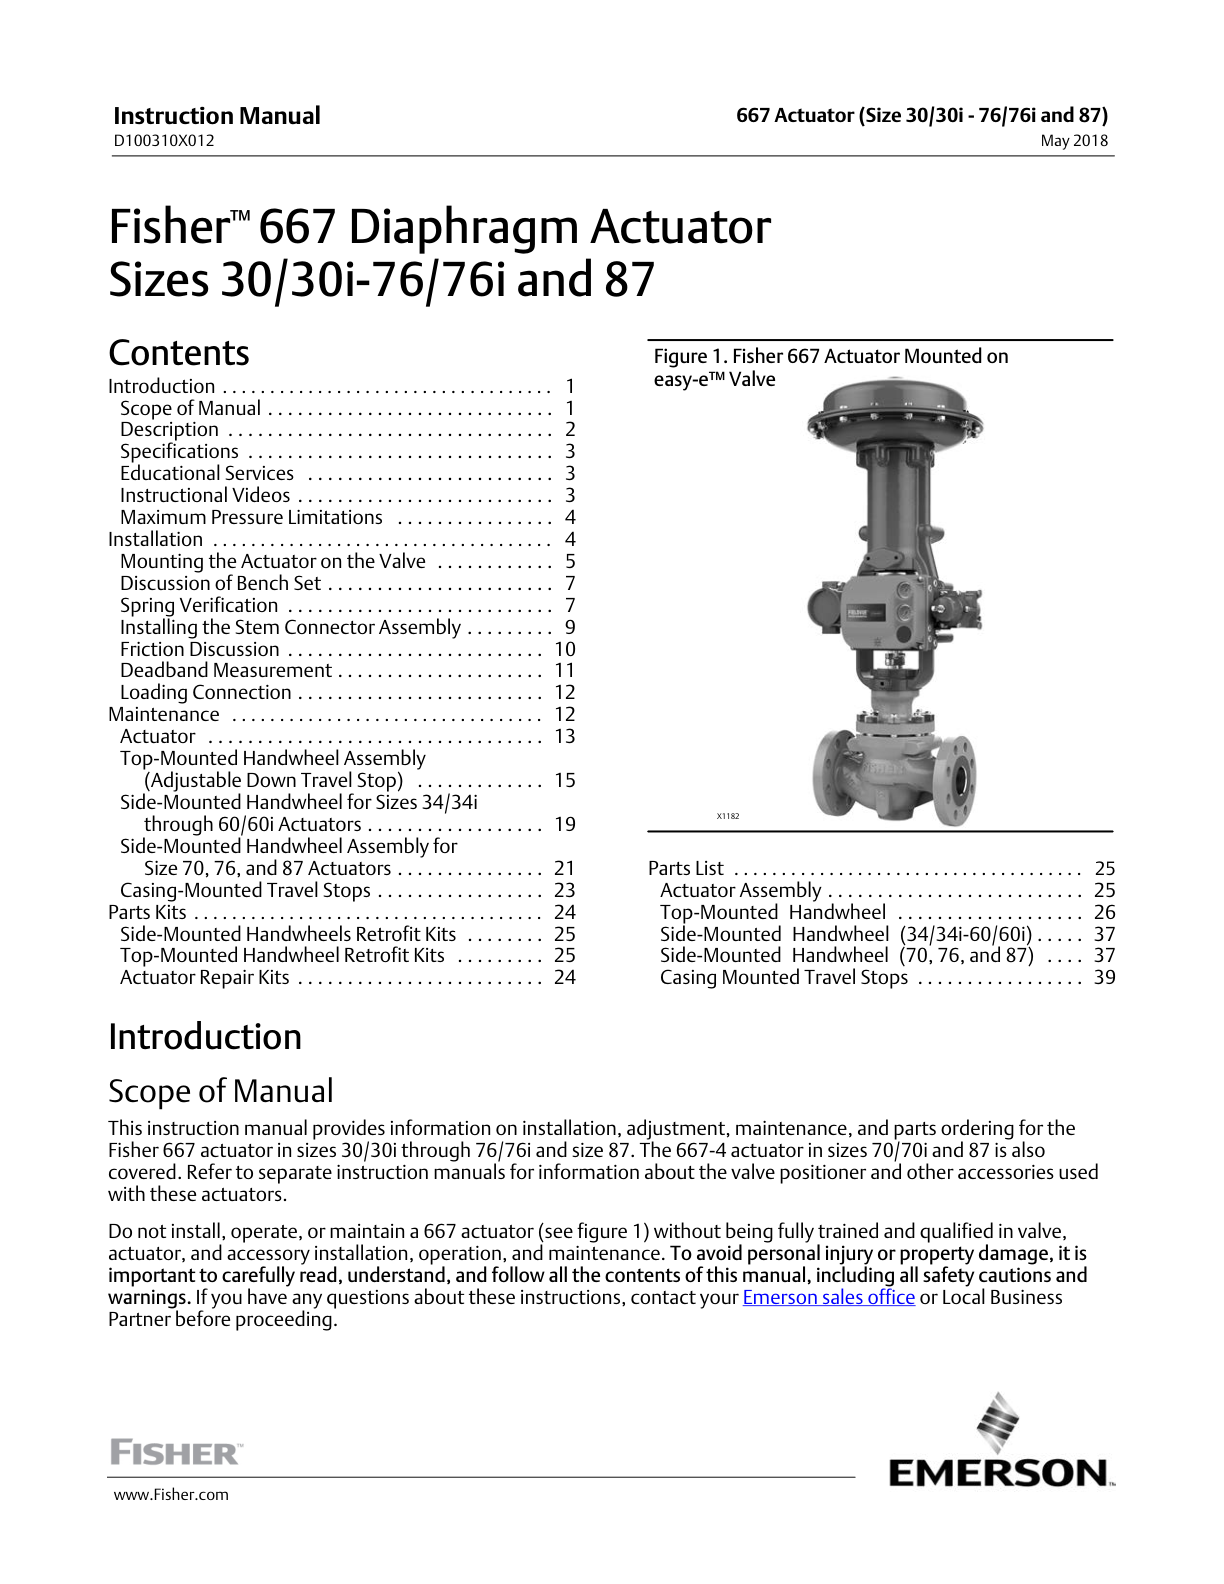 Instruction Manual
D100310X012
667 Actuator (Size 30/30i - 76/76i and 87)
May 2018
Fisher™ 667 Diaphragm Actuator
Sizes 30/30i-76/76i and 87
Contents
Introduction . . . . . . . . . . . . . . . . . . . . . . . . . . . . . . . . . . . 1
Scope of Manual . . . . . . . . . . . . . . . . . . . . . . . . . . . . . 1
Description . . . . . . . . . . . . . . . . . . . . . . . . . . . . . . . . . 2
Specifications . . . . . . . . . . . . . . . . . . . . . . . . . . . . . . . 3
Educational Services . . . . . . . . . . . . . . . . . . . . . . . . . 3
Instructional Videos . . . . . . . . . . . . . . . . . . . . . . . . . . 3
Maximum Pressure Limitations . . . . . . . . . . . . . . . . 4
Installation . . . . . . . . . . . . . . . . . . . . . . . . . . . . . . . . . . . . 4
Mounting the Actuator on the Valve . . . . . . . . . . . . 5
Discussion of Bench Set . . . . . . . . . . . . . . . . . . . . . . . 7
Spring Verification . . . . . . . . . . . . . . . . . . . . . . . . . . . 7
Installing the Stem Connector Assembly . . . . . . . . . 9
Friction Discussion . . . . . . . . . . . . . . . . . . . . . . . . . . 10
Deadband Measurement . . . . . . . . . . . . . . . . . . . . . 11
Loading Connection . . . . . . . . . . . . . . . . . . . . . . . . . 12
Maintenance . . . . . . . . . . . . . . . . . . . . . . . . . . . . . . . . . 12
Actuator . . . . . . . . . . . . . . . . . . . . . . . . . . . . . . . . . . 13
Top-Mounted Handwheel Assembly
(Adjustable Down Travel Stop) . . . . . . . . . . . . . 15
Side-Mounted Handwheel for Sizes 34/34i
through 60/60i Actuators . . . . . . . . . . . . . . . . . . 19
Side-Mounted Handwheel Assembly for
Size 70, 76, and 87 Actuators . . . . . . . . . . . . . . . 21
Casing-Mounted Travel Stops . . . . . . . . . . . . . . . . . 23
Parts Kits . . . . . . . . . . . . . . . . . . . . . . . . . . . . . . . . . . . . . 24
Side-Mounted Handwheels Retrofit Kits . . . . . . . . 25
Top-Mounted Handwheel Retrofit Kits . . . . . . . . . 25
Actuator Repair Kits . . . . . . . . . . . . . . . . . . . . . . . . . 24
Figure 1. Fisher 667 Actuator Mounted on
easy-e™ Valve
X1182
Parts List . . . . . . . . . . . . . . . . . . . . . . . . . . . . . . . . . . . . . 25
Actuator Assembly . . . . . . . . . . . . . . . . . . . . . . . . . . 25
Top-Mounted Handwheel . . . . . . . . . . . . . . . . . . . 26
Side-Mounted Handwheel (34/34i-60/60i) . . . . . 37
Side-Mounted Handwheel (70, 76, and 87) . . . . 37
Casing Mounted Travel Stops . . . . . . . . . . . . . . . . . 39
Introduction
Scope of Manual
This instruction manual provides information on installation, adjustment, maintenance, and parts ordering for the
Fisher 667 actuator in sizes 30/30i through 76/76i and size 87. The 667-4 actuator in sizes 70/70i and 87 is also
covered. Refer to separate instruction manuals for information about the valve positioner and other accessories used
with these actuators.
Do not install, operate, or maintain a 667 actuator (see figure 1) without being fully trained and qualified in valve,
actuator, and accessory installation, operation, and maintenance. To avoid personal injury or property damage, it is
important to carefully read, understand, and follow all the contents of this manual, including all safety cautions and
warnings. If you have any questions about these instructions, contact your Emerson sales office or Local Business
Partner before proceeding.
FISHER™
EMERSON™
www.Fisher.com